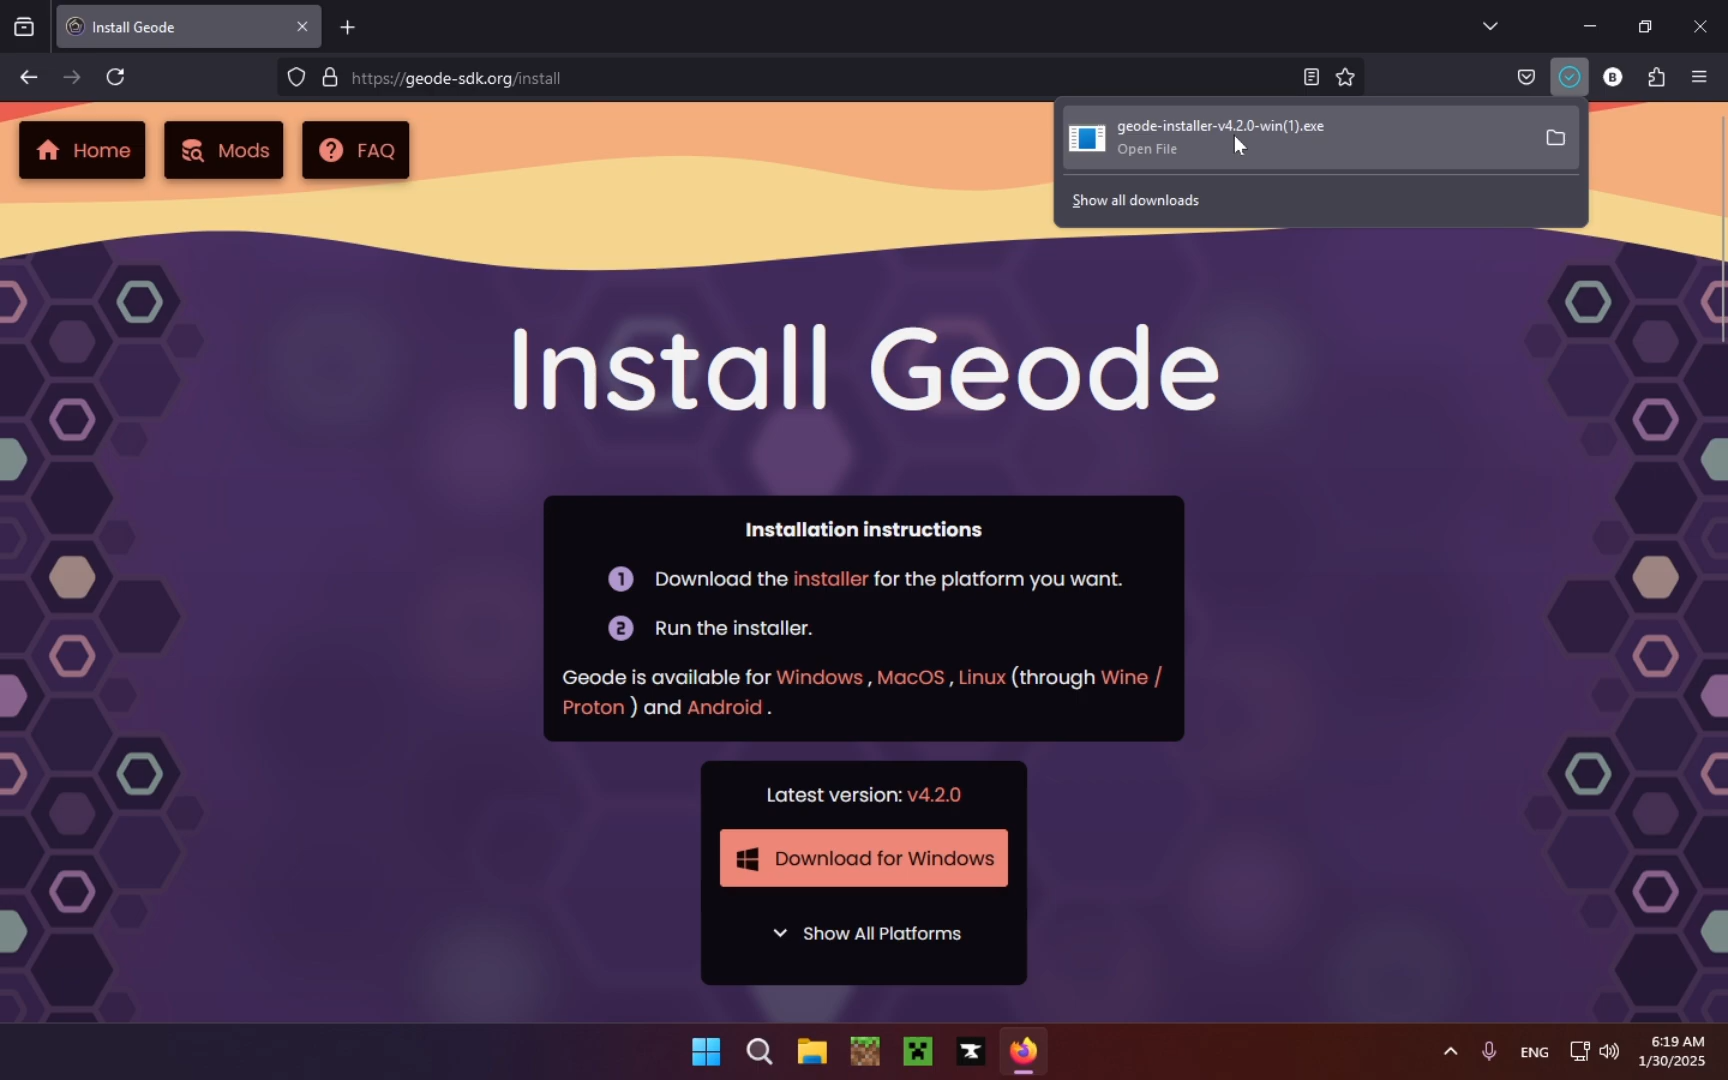 Install Geode
https://geode-sdk.org/install
B
Home
Mods
FAQ
geode-installer-v4.2.0-win(1).exe
Open File
Show all downloads
Install Geode
Installation instructions
1 Download the installer for the platform you want.
2 Run the installer.
Geode is available for Windows , MacOS , Linux (through Wine /
Proton ) and Android .
Latest version: v4.2.0
Download for Windows
Show All Platforms
ENG
6:19 AM
1/30/2025